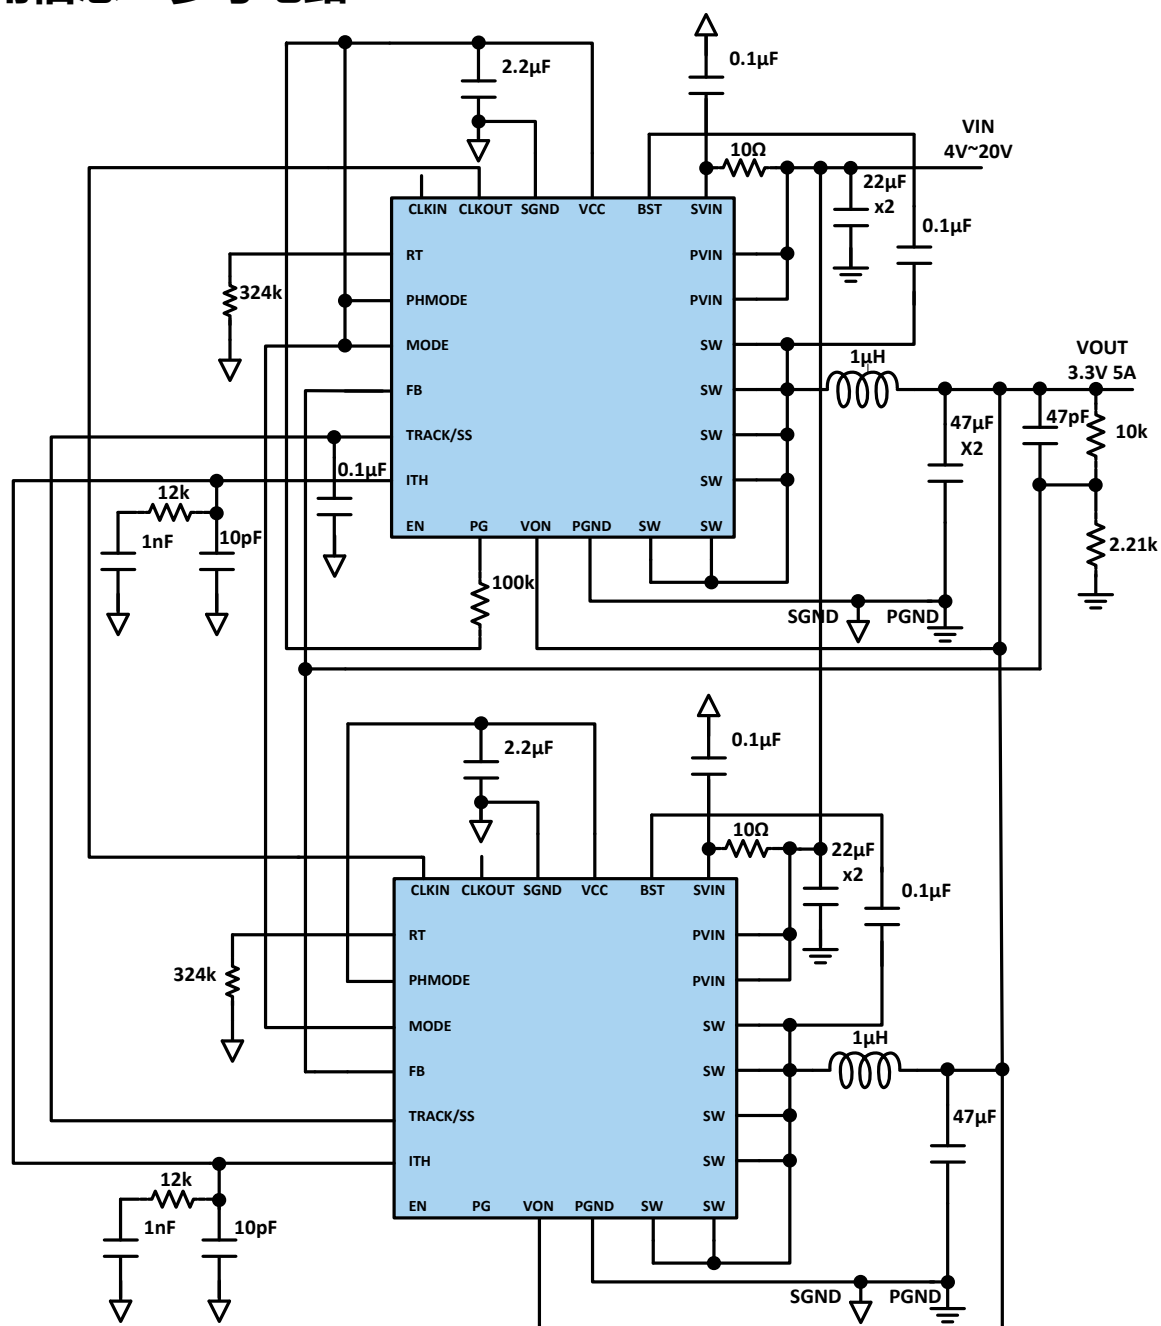 2.2µF
0.1µF
VIN
4V~20V
10Ω
22µF
x2
0.1µF
CLKIN CLKOUT SGND VCC BST SVIN
RT
PVIN
324k
PHMODE
PVIN
MODE
SW
1µH
VOUT
3.3V 5A
FB
SW
47µF
X2
47pF
10k
TRACK/SS
SW
0.1µF
ITH
SW
12k
1nF
10pF
EN PG VON PGND SW SW
2.21k
100k
SGND
PGND
2.2µF
0.1µF
10Ω
22µF
x2
0.1µF
CLKIN CLKOUT SGND VCC BST SVIN
RT
PVIN
324k
PHMODE
PVIN
MODE
SW
1µH
FB
SW
47µF
TRACK/SS
SW
ITH
SW
12k
1nF
10pF
EN PG VON PGND SW SW
SGND
PGND